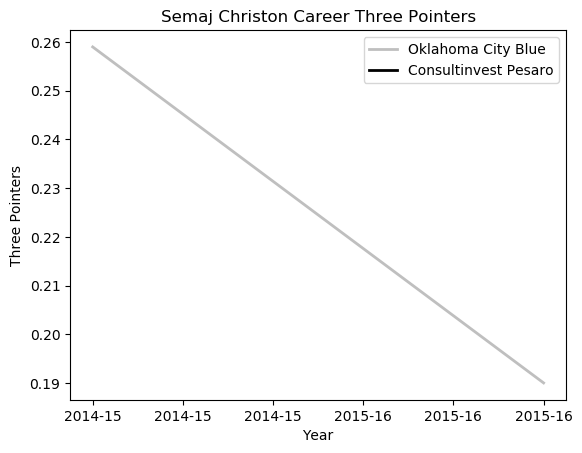 Semaj Christon Career Three Pointers
Oklahoma City Blue
Consultinvest Pesaro
Three Pointers
0.26
0.25
0.24
0.23
0.22
0.21
0.20
0.19
2014-15 2014-15 2014-15 2015-16 2015-16 2015-16
Year